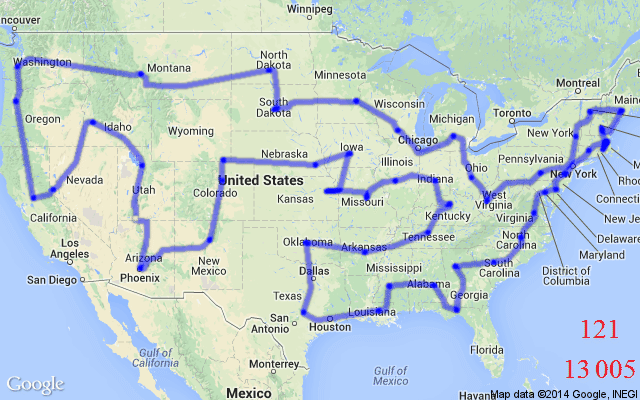 Winnipeg
ancouver
Washington
Montana
North
Dakota
Minnesota
Montreal
Maine
Oregon
Idaho
South
Dakota
Wisconsin
Michigan
Toronto
Wyoming
Chicago
New York
Nebraska
Iowa
Illinois
Ohio
Pennsylvania
Nevada
Utah
Colorado
United States
Indiana
New York
Rho
Connecti
California
Kansas
Missouri
Kentucky
West
Virginia
Virginia
New Jersey
Delaware
Maryland
District of
Columbia
Los
Angeles
Arizona
Phoenix
New
Mexico
Oklahoma
Arkansas
Tennessee
North
Carolina
South
Carolina
San Diego
Dallas
Mississippi
Alabama
Georgia
Texas
San
Antonio
Houston
Louisiana
Florida
Gulf of
California
Monterrey
Gulf of
Mexico
Mexico
Havana
121
13 005
Google
Map data ©2014 Google, INEGI